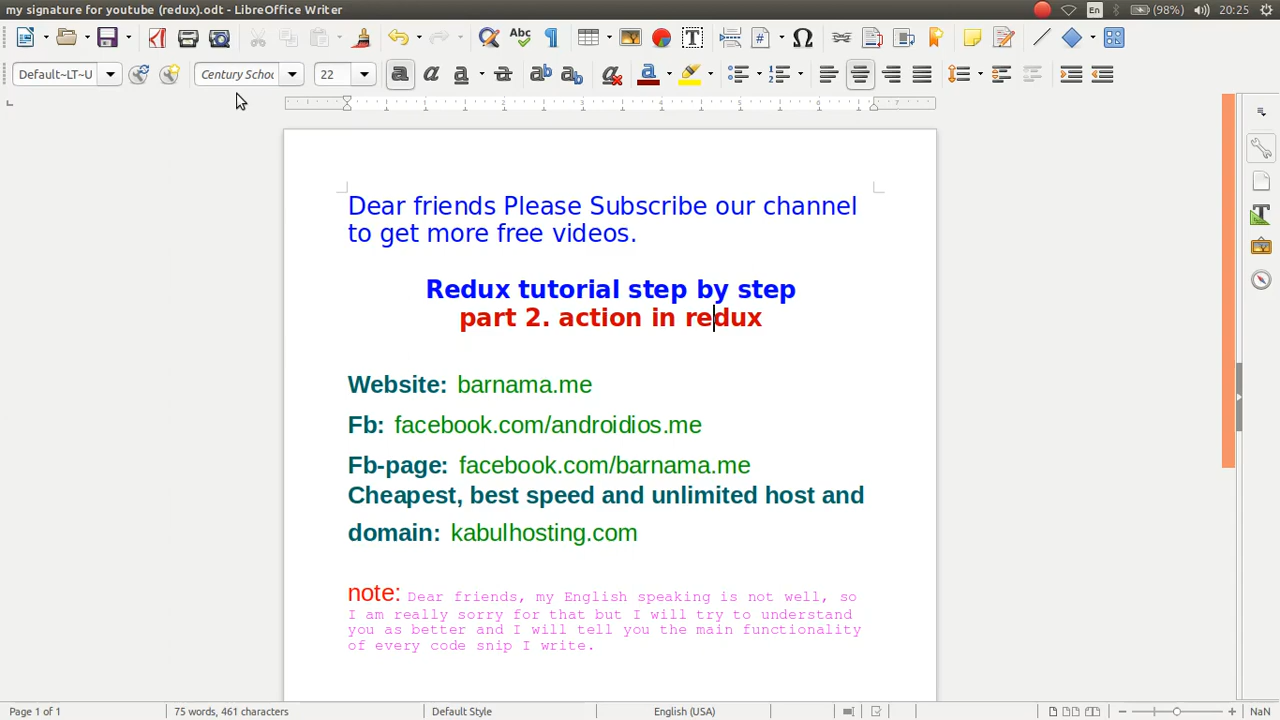 my signature for youtube (redux).odt - LibreOffice Writer
En (98%) 20:25
Default~LT~U Century Schoo 22
Dear friends Please Subscribe our channel
to get more free videos.
Redux tutorial step by step
part 2. action in redux
Website: barnama.me
Fb: facebook.com/androidios.me
Fb-page: facebook.com/barnama.me
Cheapest, best speed and unlimited host and
domain: kabulhosting.com
note: Dear friends, my English speaking is not well, so
I am really sorry for that but I will try to understand
you as better and I will tell you the main functionality
of every code snip I write.
Page 1 of 1 75 words, 461 characters Default Style English (USA) NaN